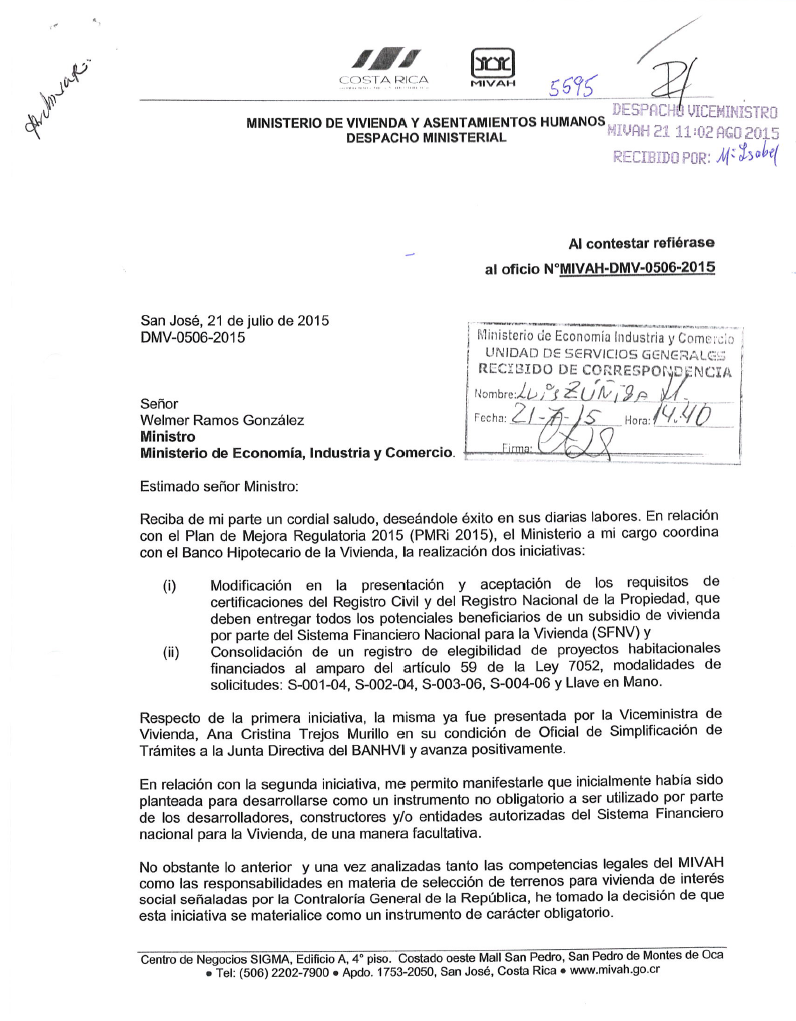 Archivar.
COSTA RICA
MIVAH
5595
DESPACHO VICEMINISTRO
MIVAH 21 11:02 AGO 2015
RECIBIDO POR: Mª Isabel
MINISTERIO DE VIVIENDA Y ASENTAMIENTOS HUMANOS
DESPACHO MINISTERIAL
Al contestar refiérase
al oficio N°MIVAH-DMV-0506-2015
San José, 21 de julio de 2015
DMV-0506-2015
Ministerio de Economía Industria y Comercio
UNIDAD DE SERVICIOS GENERALES
RECIBIDO DE CORRESPONDENCIA
Nombre: Luis ZÚÑIGA M.
Fecha: 21-7-15 Hora: 14:40
Firma:
Señor
Welmer Ramos González
Ministro
Ministerio de Economía, Industria y Comercio.
Estimado señor Ministro:
Reciba de mi parte un cordial saludo, deseándole éxito en sus diarias labores. En relación
con el Plan de Mejora Regulatoria 2015 (PMRi 2015), el Ministerio a mi cargo coordina
con el Banco Hipotecario de la Vivienda, la realización dos iniciativas:
(i) Modificación en la presentación y aceptación de los requisitos de
certificaciones del Registro Civil y del Registro Nacional de la Propiedad, que
deben entregar todos los potenciales beneficiarios de un subsidio de vivienda
por parte del Sistema Financiero Nacional para la Vivienda (SFNV) y
(ii) Consolidación de un registro de elegibilidad de proyectos habitacionales
financiados al amparo del artículo 59 de la Ley 7052, modalidades de
solicitudes: S-001-04, S-002-04, S-003-06, S-004-06 y Llave en Mano.
Respecto de la primera iniciativa, la misma ya fue presentada por la Viceministra de
Vivienda, Ana Cristina Trejos Murillo en su condición de Oficial de Simplificación de
Trámites a la Junta Directiva del BANHVI y avanza positivamente.
En relación con la segunda iniciativa, me permito manifestarle que inicialmente había sido
planteada para desarrollarse como un instrumento no obligatorio a ser utilizado por parte
de los desarrolladores, constructores y/o entidades autorizadas del Sistema Financiero
nacional para la Vivienda, de una manera facultativa.
No obstante lo anterior y una vez analizadas tanto las competencias legales del MIVAH
como las responsabilidades en materia de selección de terrenos para vivienda de interés
social señaladas por la Contraloría General de la República, he tomado la decisión de que
esta iniciativa se materialice como un instrumento de carácter obligatorio.
Centro de Negocios SIGMA, Edificio A, 4° piso. Costado oeste Mall San Pedro, San Pedro de Montes de Oca
• Tel: (506) 2202-7900 • Apdo. 1753-2050, San José, Costa Rica • www.mivah.go.cr